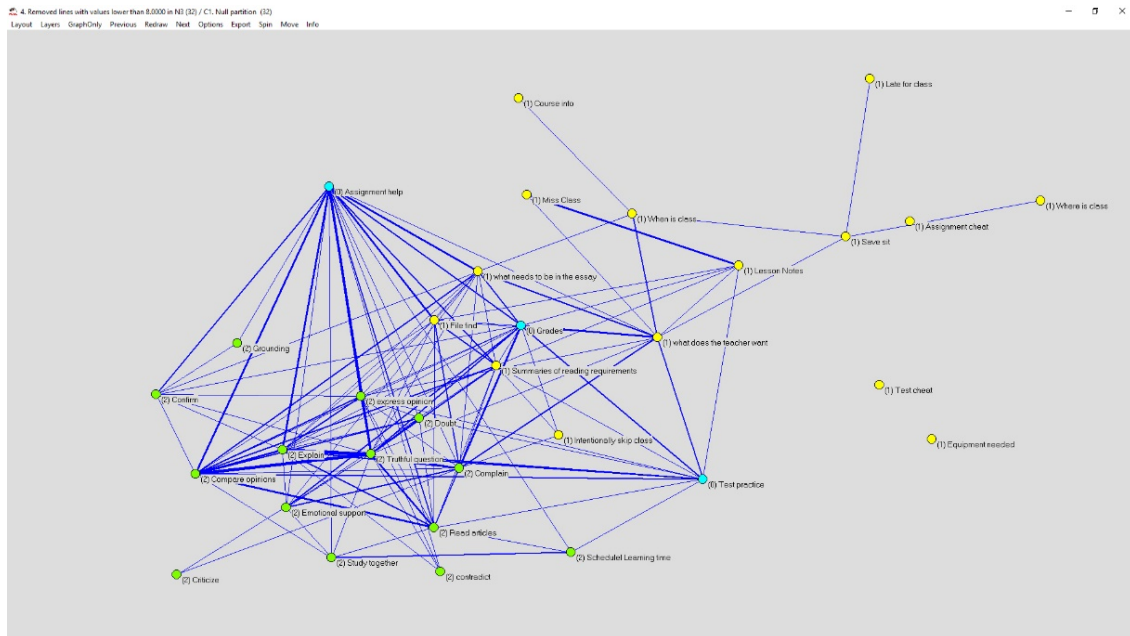 4. Removed lines with values lower than 8.0000 in N3 (32) / C1. Null partition (32)
Layout Layers GraphOnly Previous Redraw Next Options Export Spin Move Info
(1) Late for class
(1) Course info
(0) Assignment help
(1) Miss Class
(1) Where is class
(1) When is class
(1) Assignment cheat
(1) Save sit
(1) Lesson Notes
(1) what needs to be in the essay
(1) File find
(0) Grades
(1) what does the teacher want
(2) Grounding
(1) Summaries of reading requirements
(1) Test cheat
(2) Confirm
(2) express opinion
(2) Doubt
(1) Intentionally skip class
(1) Equipment needed
(2) Explain
(2) Truthful question
(2) Complain
(2) Compare opinions
(0) Test practice
(2) Emotional support
(2) Read articles
(2) Schedulel Learning time
(2) Study together
(2) Criticize
(2) contradict